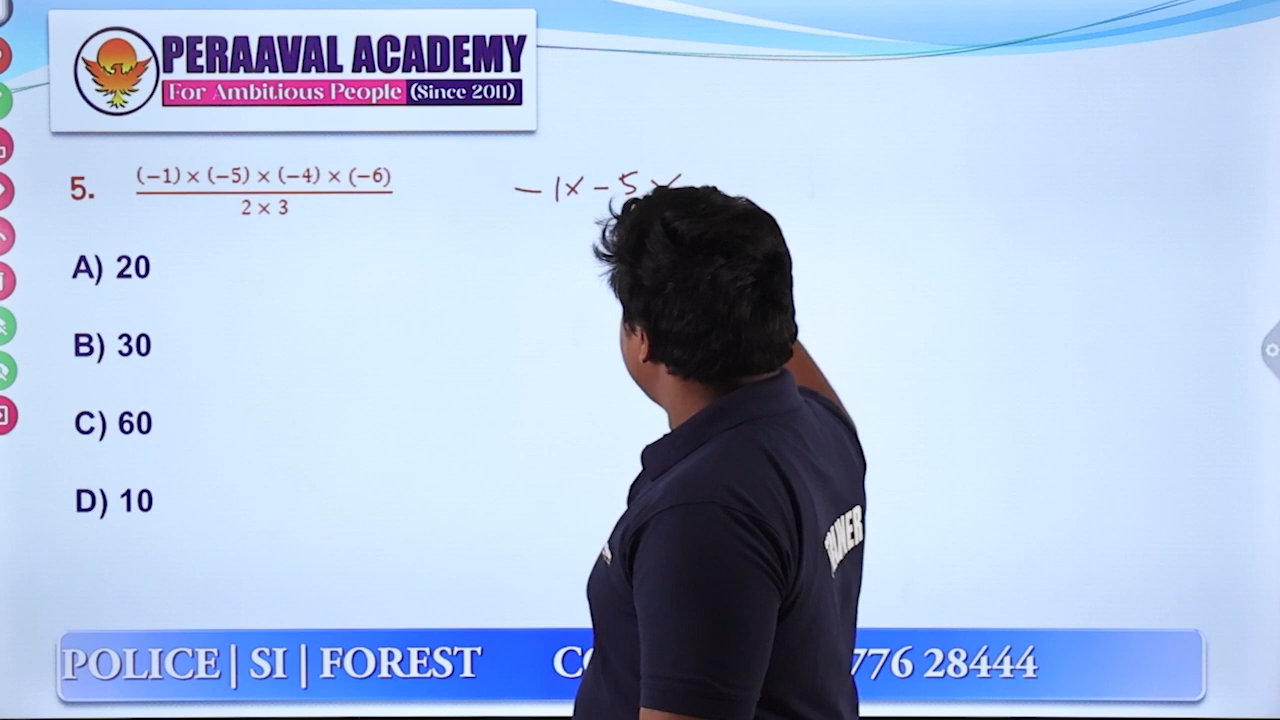 PERAAVAL ACADEMY
For Ambitious People (Since 2011)
5. (-1) × (-5) × (-4) × (-6)
2 × 3
- 1 x - 5 x
A) 20
B) 30
C) 60
D) 10
POLICE | SI | FOREST
776 28444